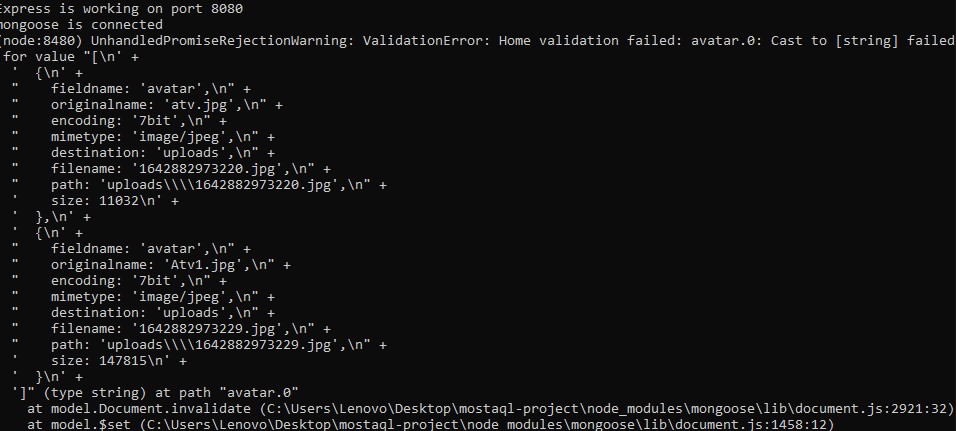 Express is working on port 8080
mongoose is connected
(node:8480) UnhandledPromiseRejectionWarning: ValidationError: Home validation failed: avatar.0: Cast to [string] failed
for value "[\n' +
'  {\n' +
"    fieldname: 'avatar',\n" +
"    originalname: 'atv.jpg',\n" +
"    encoding: '7bit',\n" +
"    mimetype: 'image/jpeg',\n" +
"    destination: 'uploads',\n" +
"    filename: '1642882973220.jpg',\n" +
"    path: 'uploads\\\\1642882973220.jpg',\n" +
'    size: 11032\n' +
'  },\n' +
'  {\n' +
"    fieldname: 'avatar',\n" +
"    originalname: 'Atv1.jpg',\n" +
"    encoding: '7bit',\n" +
"    mimetype: 'image/jpeg',\n" +
"    destination: 'uploads',\n" +
"    filename: '1642882973229.jpg',\n" +
"    path: 'uploads\\\\1642882973229.jpg',\n" +
'    size: 147815\n' +
'  }\n' +
']" (type string) at path "avatar.0"
at model.Document.invalidate (C:\Users\Lenovo\Desktop\mostaql-project\node_modules\mongoose\lib\document.js:2921:32)
at model.$set (C:\Users\Lenovo\Desktop\mostaql-project\node_modules\mongoose\lib\document.js:1458:12)